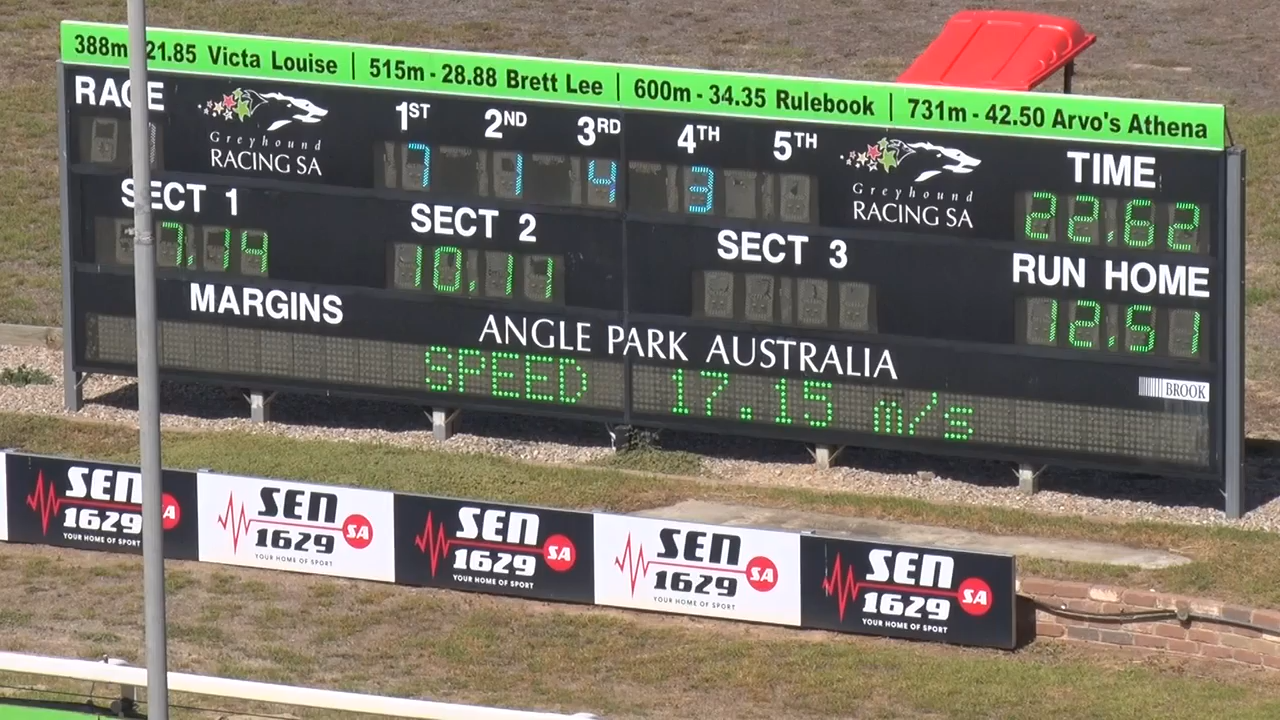 388m 21.85 Victa Louise | 515m - 28.88 Brett Lee | 600m - 34.35 Rulebook | 731m - 42.50 Arvo's Athena
RACE
Greyhound
RACING SA
1ST 2ND 3RD 4TH 5TH
7 1 4 3
Greyhound
RACING SA
TIME
22.62
SECT 1
7.14
SECT 2
10.11
SECT 3
RUN HOME
12.51
MARGINS
ANGLE PARK AUSTRALIA
SPEED 17.15 m/s
BROOK
SEN
1629 SA
YOUR HOME OF SPORT
SEN
1629 SA
YOUR HOME OF SPORT
SEN
1629 SA
YOUR HOME OF SPORT
SEN
1629 SA
YOUR HOME OF SPORT
SEN
1629 SA
YOUR HOME OF SPORT